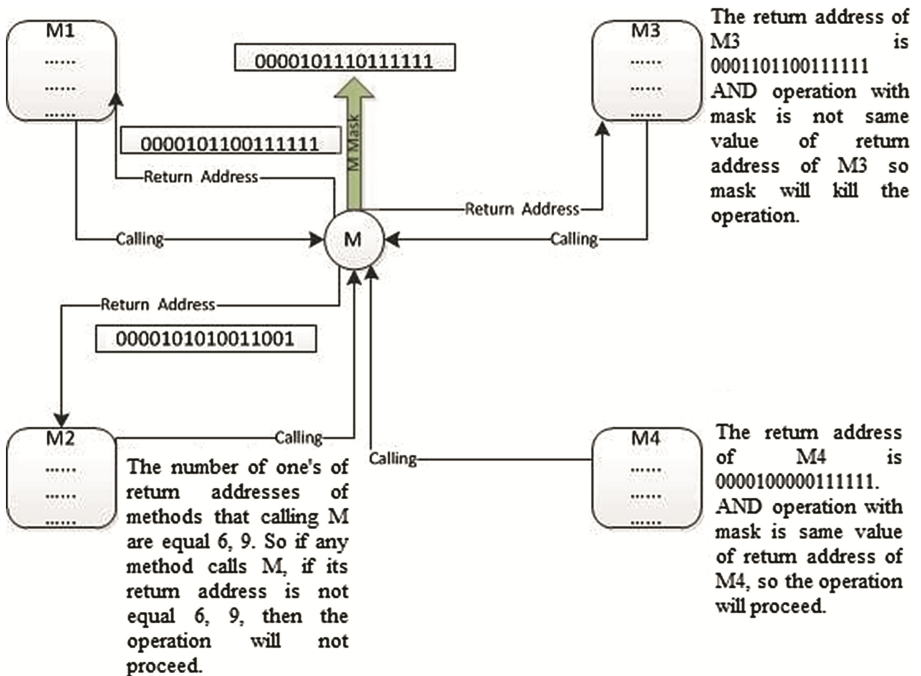 M1
......
......
......
0000101110111111
M3
......
......
......
The return address of
M3 is
0001101100111111
AND operation with
mask is not same
value of return
address of M3 so
mask will kill the
operation.
0000101100111111
M Mask
Return Address
Return Address
Calling
M
Calling
Return Address
0000101010011001
M2
......
......
......
Calling
Calling
M4
......
......
......
The return address
of M4 is
0000100000111111.
AND operation with
mask is same value
of return address of
M4, so the operation
will proceed.
The number of one's of
return addresses of
methods that calling M
are equal 6, 9. So if any
method calls M, if its
return address is not
equal 6, 9, then the
operation will not
proceed.